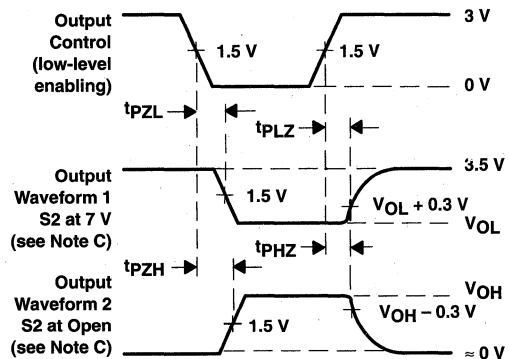 Output
Control
(low-level
enabling)
3 V
1.5 V
1.5 V
0 V
tPZL
tPLZ
Output
Waveform 1
S2 at 7 V
(see Note C)
3.5 V
1.5 V
VOL + 0.3 V
VOL
tPZH
tPHZ
Output
Waveform 2
S2 at Open
(see Note C)
VOH
1.5 V
VOH − 0.3 V
≈ 0 V